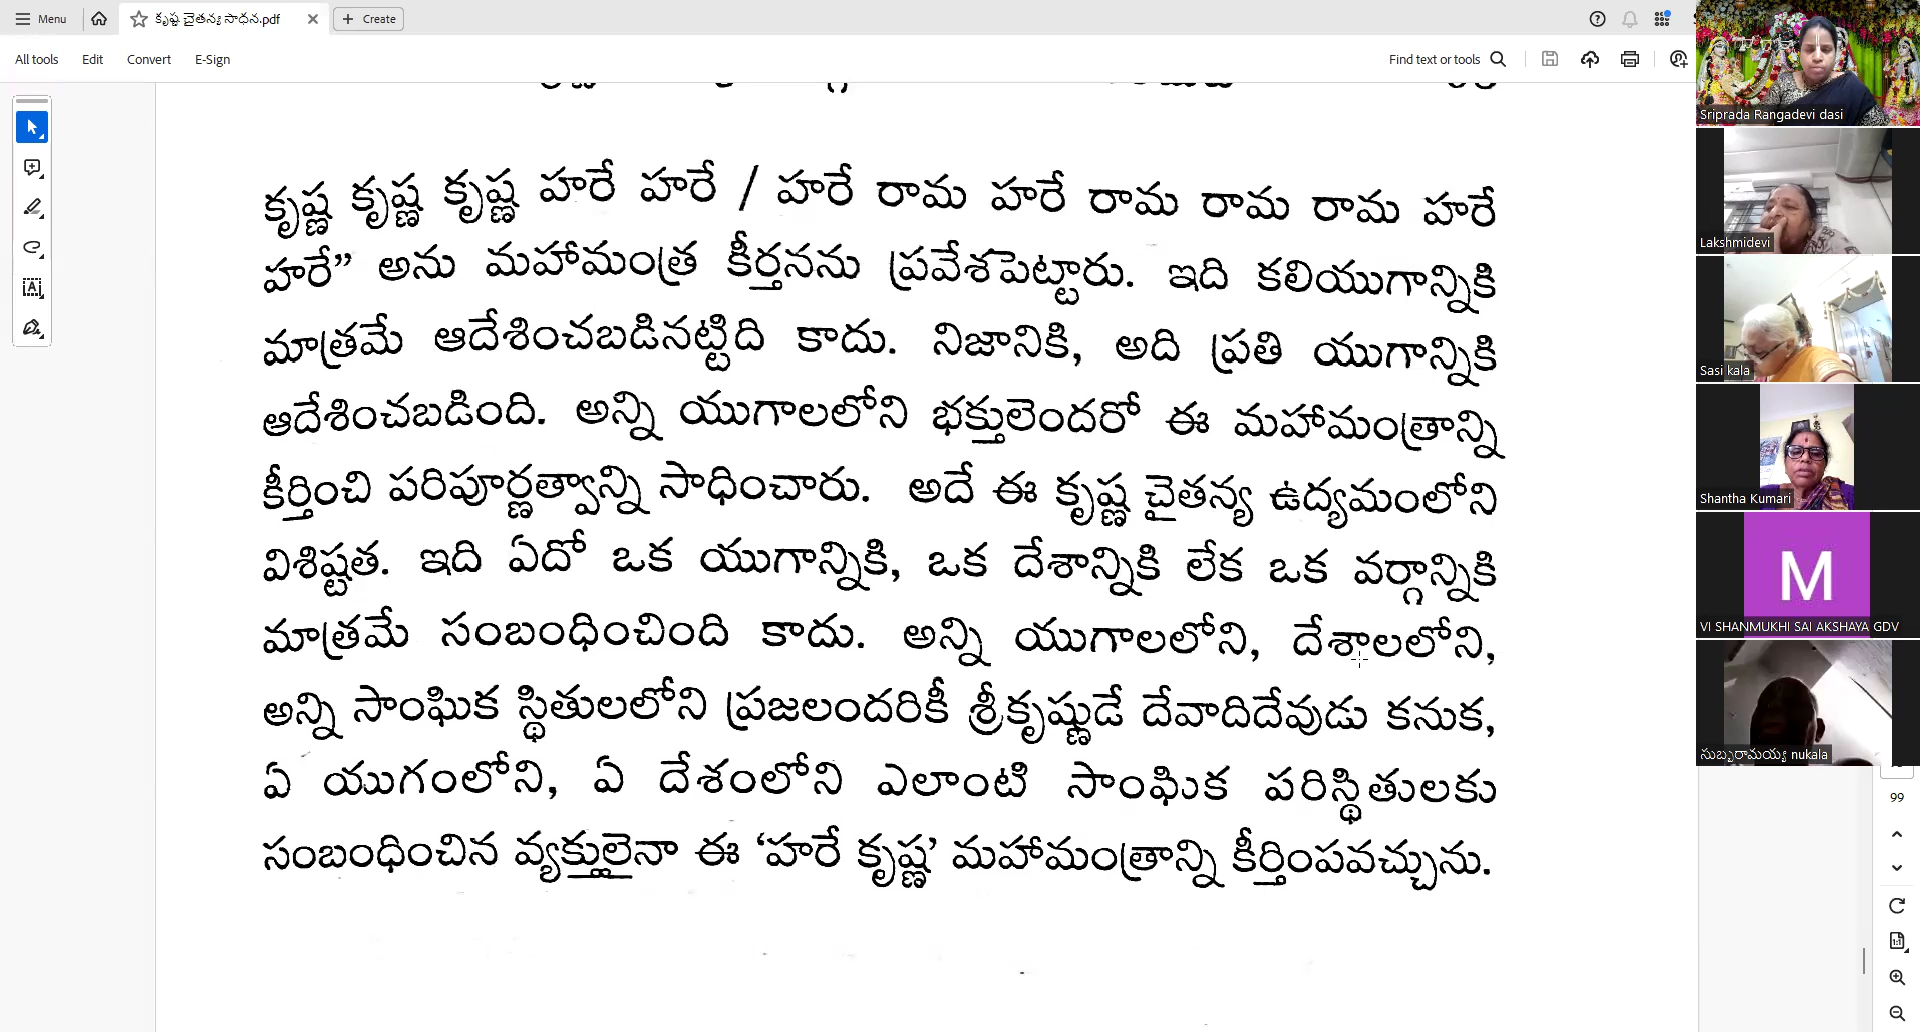 Menu
కృష్ణ చైతన్య సాధన.pdf
Create
All tools
Edit
Convert
E-Sign
Find text or tools
కృష్ణ కృష్ణ కృష్ణ హరే హరే / హరే రామ హరే రామ రామ రామ హరే
హరే” అను మహామంత్ర కీర్తనను ప్రవేశపెట్టారు. ఇది కలియుగాన్నికి
మాత్రమే ఆదేశించబడినట్టిది కాదు. నిజానికి, అది ప్రతి యుగాన్నికి
ఆదేశించబడింది. అన్ని యుగాలలోని భక్తులెందరో ఈ మహామంత్రాన్ని
కీర్తించి పరిపూర్ణత్వాన్ని సాధించారు. అదే ఈ కృష్ణ చైతన్య ఉద్యమంలోని
విశిష్టత. ఇది ఏదో ఒక యుగాన్నికి, ఒక దేశాన్నికి లేక ఒక వర్గాన్నికి
మాత్రమే సంబంధించింది కాదు. అన్ని యుగాలలోని, దేశాలలోని,
అన్ని సాంఘిక స్థితులలోని ప్రజలందరికీ శ్రీకృష్ణుడే దేవాదిదేవుడు కనుక,
ఏ యుగంలోని, ఏ దేశంలోని ఎలాంటి సాంఘిక పరిస్థితులకు
సంబంధించిన వ్యక్తులైనా ఈ ‘హరే కృష్ణ’ మహామంత్రాన్ని కీర్తింపవచ్చును.
Sriprada Rangadevi dasi
Lakshmidevi
Sasi kala
Shantha Kumari
M
VI SHANMUKHI SAI AKSHAYA GDV
సుబ్బరామయ్య nukala
99